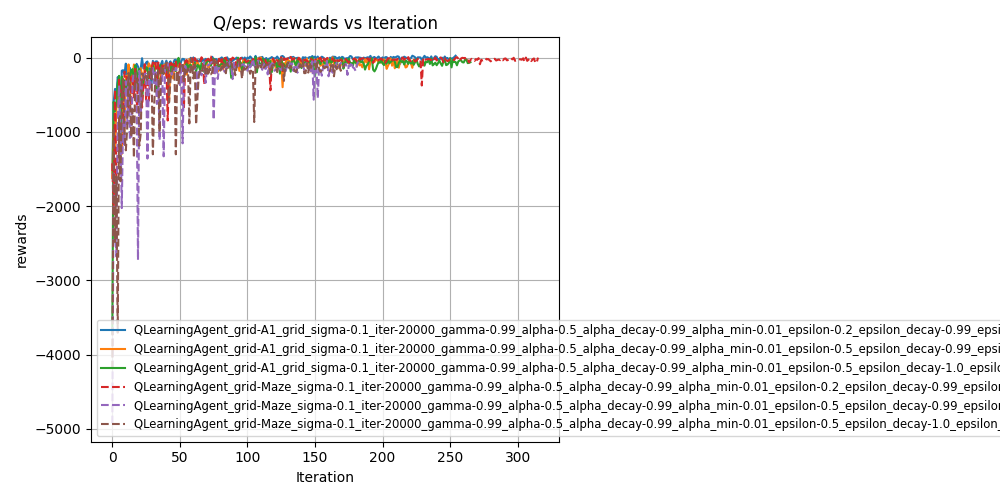 Q/eps: rewards vs Iteration
0
−1000
−2000
−3000
−4000
−5000
rewards
QLearningAgent_grid-A1_grid_sigma-0.1_iter-20000_gamma-0.99_alpha-0.5_alpha_decay-0.99_alpha_min-0.01_epsilon-0.2_epsilon_decay-0.99_epsi
QLearningAgent_grid-A1_grid_sigma-0.1_iter-20000_gamma-0.99_alpha-0.5_alpha_decay-0.99_alpha_min-0.01_epsilon-0.5_epsilon_decay-0.99_epsi
QLearningAgent_grid-A1_grid_sigma-0.1_iter-20000_gamma-0.99_alpha-0.5_alpha_decay-0.99_alpha_min-0.01_epsilon-0.5_epsilon_decay-1.0_epsilo
QLearningAgent_grid-Maze_sigma-0.1_iter-20000_gamma-0.99_alpha-0.5_alpha_decay-0.99_alpha_min-0.01_epsilon-0.2_epsilon_decay-0.99_epsilon
QLearningAgent_grid-Maze_sigma-0.1_iter-20000_gamma-0.99_alpha-0.5_alpha_decay-0.99_alpha_min-0.01_epsilon-0.5_epsilon_decay-0.99_epsilon
QLearningAgent_grid-Maze_sigma-0.1_iter-20000_gamma-0.99_alpha-0.5_alpha_decay-0.99_alpha_min-0.01_epsilon-0.5_epsilon_decay-1.0_epsilon_
0 50 100 150 200 250 300
Iteration